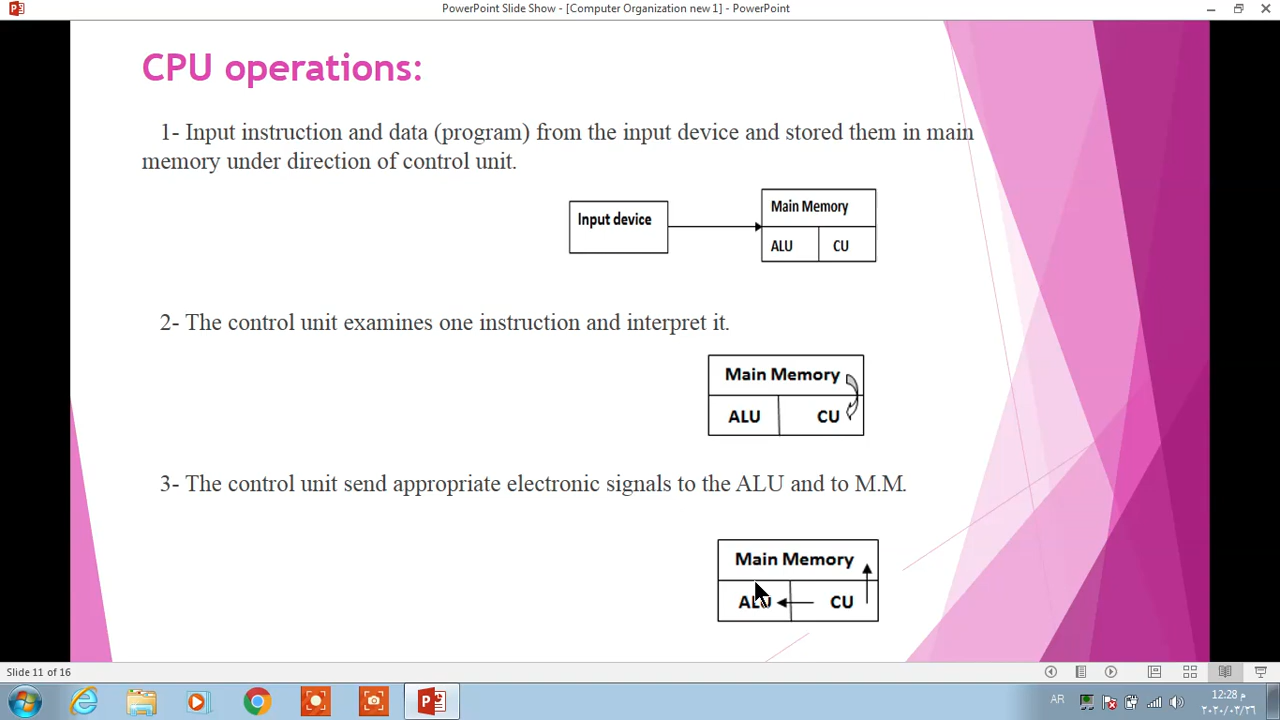 PowerPoint Slide Show - [Computer Organization new 1] - PowerPoint
CPU operations:
1- Input instruction and data (program) from the input device and stored them in main
memory under direction of control unit.
Input device
Main Memory
ALU CU
2- The control unit examines one instruction and interpret it.
Main Memory
ALU CU
3- The control unit send appropriate electronic signals to the ALU and to M.M.
Main Memory
ALU CU
Slide 11 of 16
AR
12:28 م
٢٠٢٠/٠٣/٢٦